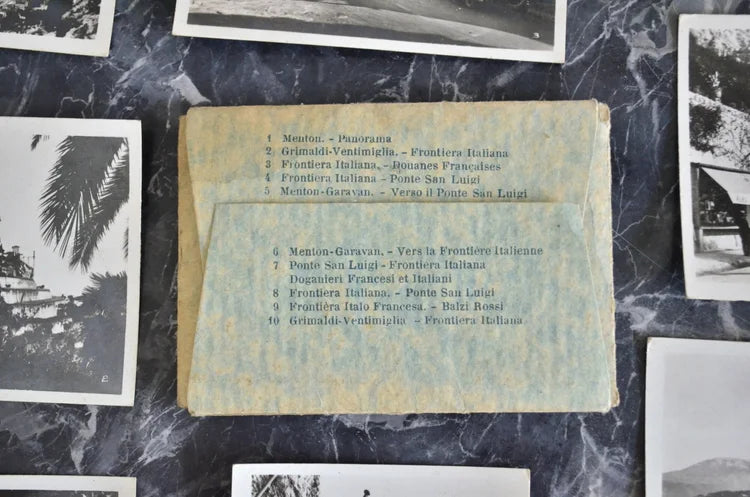 1 Menton. - Panorama
2 Grimaldi-Ventimiglia. - Frontiera Italiana
3 Frontiera Italiana. - Douanes Françaises
4 Frontiera Italiana - Ponte San Luigi
5 Menton-Garavan. - Verso il Ponte San Luigi
6 Menton-Garavan. - Vers la Frontière Italienne
7 Ponte San Luigi - Frontiera Italiana
Doganieri Francesi et Italiani
8 Frontiera Italiana. - Ponte San Luigi
9 Frontièra Italo Francesa. - Balzi Rossi
10 Grimaldi-Ventimiglia - Frontiera Italiana
3
2